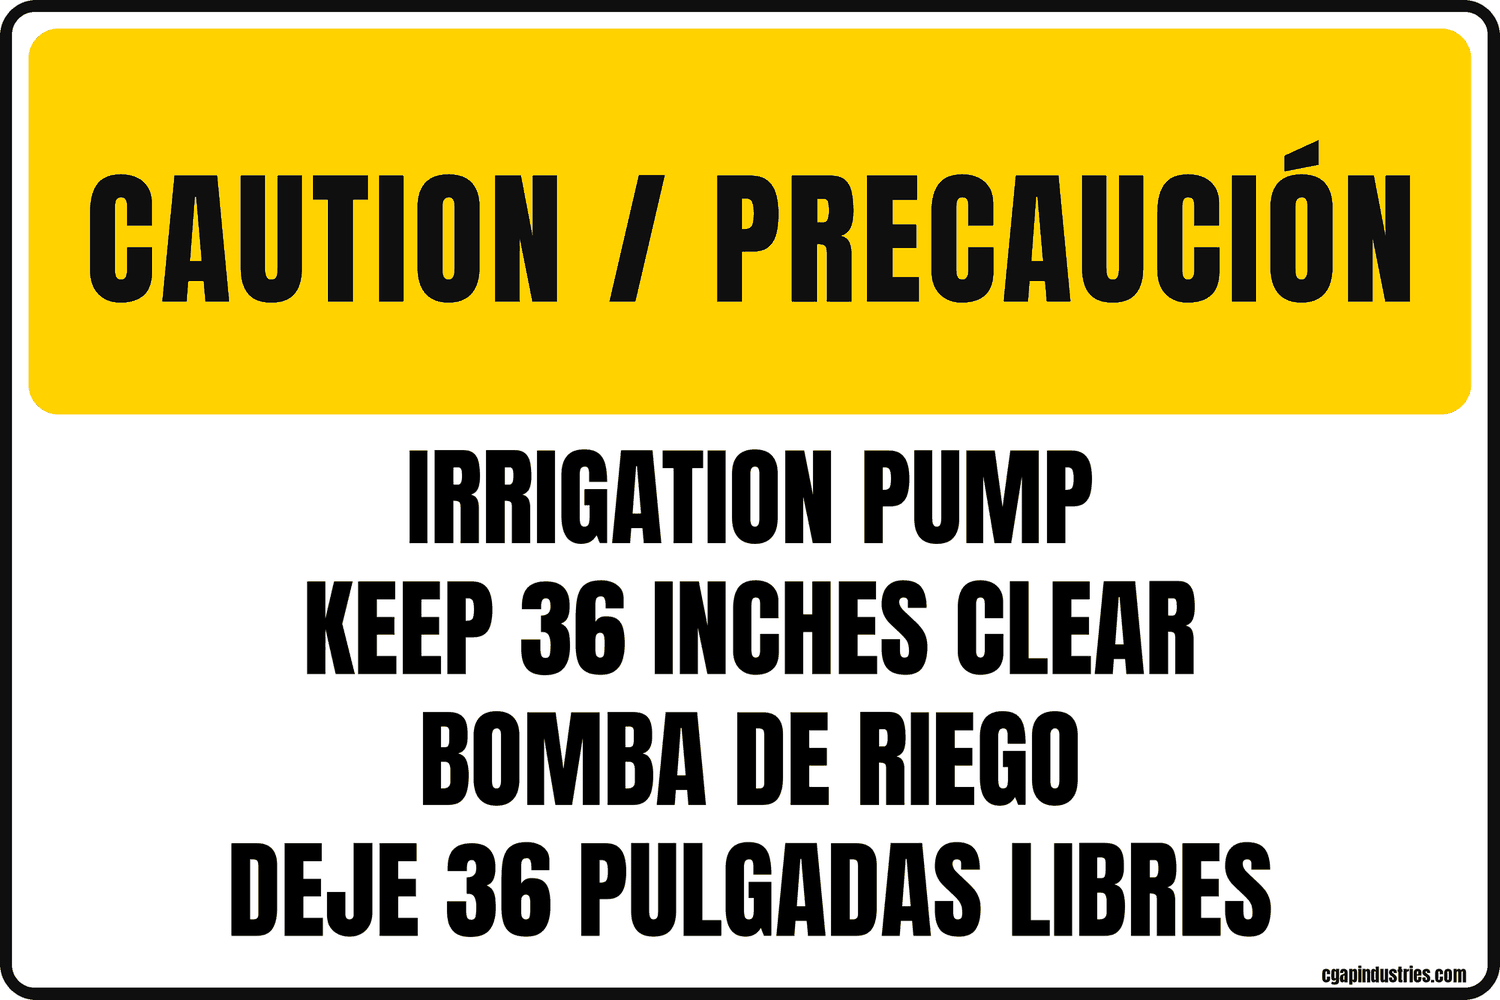 CAUTION / PRECAUCIÓN
IRRIGATION PUMP
KEEP 36 INCHES CLEAR
BOMBA DE RIEGO
DEJE 36 PULGADAS LIBRES
cgapindustries.com